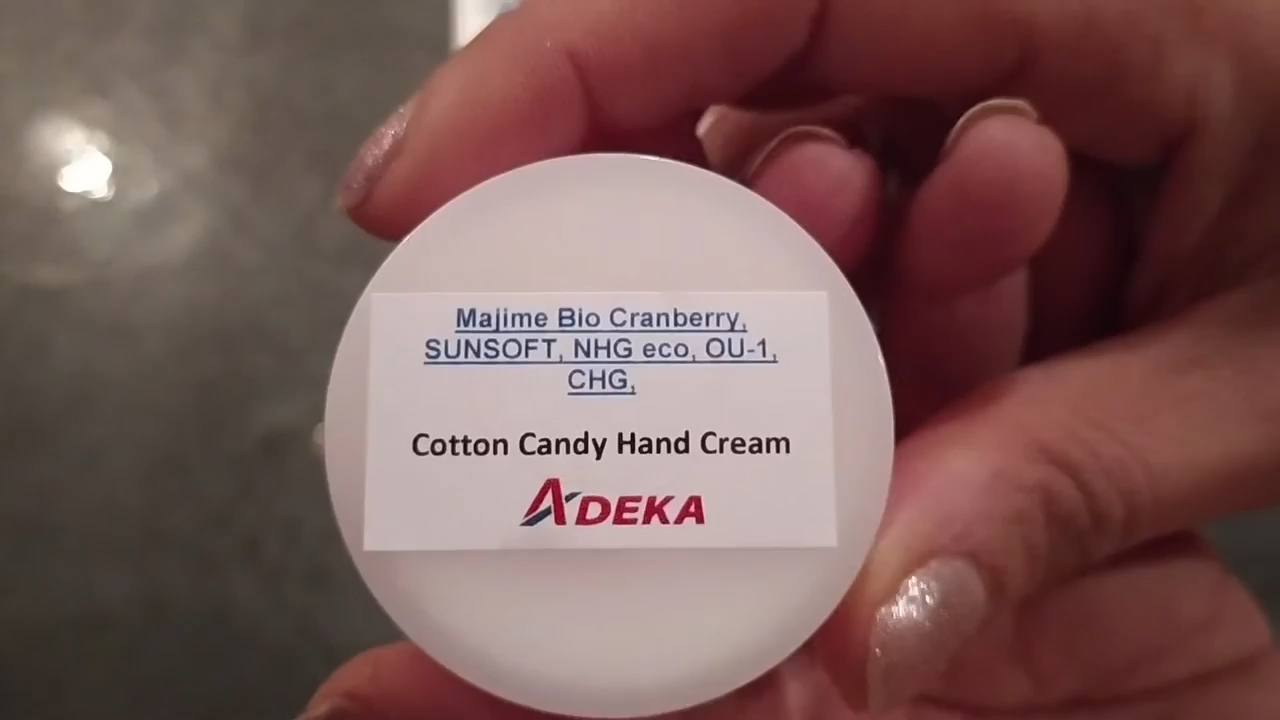 Majime Bio Cranberry,
SUNSOFT, NHG eco, OU-1,
CHG,
Cotton Candy Hand Cream
ADEKA